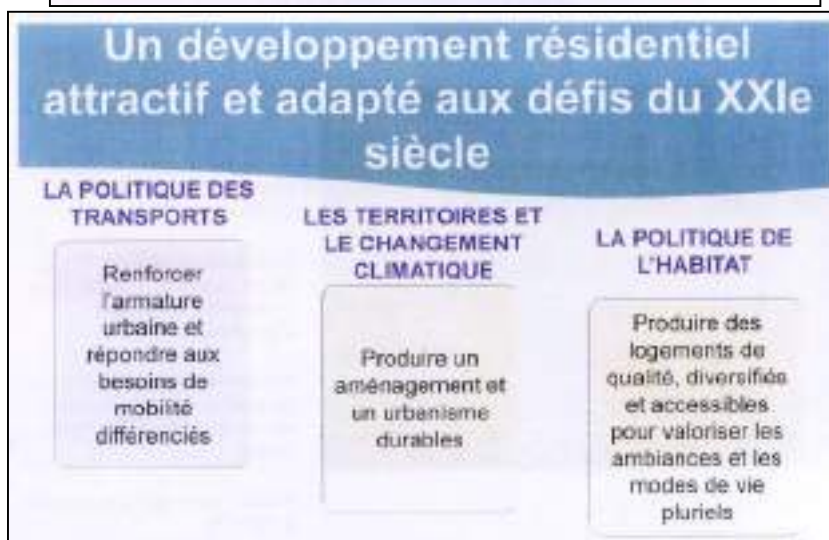 Un développement résidentiel
attractif et adapté aux défis du XXIe
siècle
LA POLITIQUE DES
TRANSPORTS
Renforcer
l'armature
urbaine et
répondre aux
besoins de
mobilité
différenciés
LES TERRITOIRES ET
LE CHANGEMENT
CLIMATIQUE
Produire un
aménagement et
un urbanisme
durables
LA POLITIQUE DE
L'HABITAT
Produire des
logements de
qualité, diversifiés
et accessibles
pour valoriser les
ambiances et les
modes de vie
pluriels